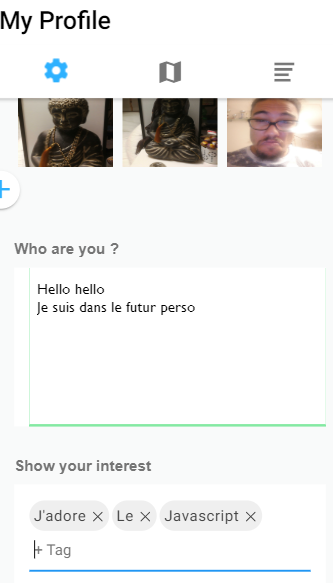 My Profile
Who are you ?
Hello hello
Je suis dans le futur perso
Show your interest
J'adore × Le × Javascript ×
+ Tag